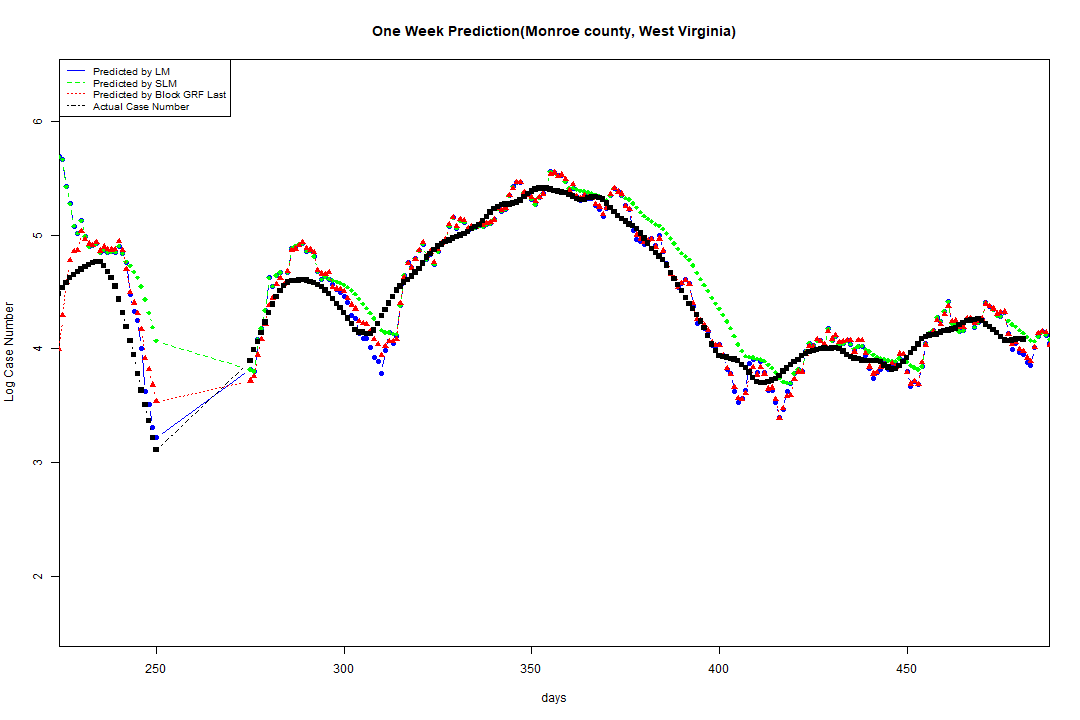 One Week Prediction(Monroe county, West Virginia)
Predicted by LM
Predicted by SLM
Predicted by Block GRF Last
Actual Case Number
Log Case Number
6
5
4
3
2
250 300 350 400 450
days